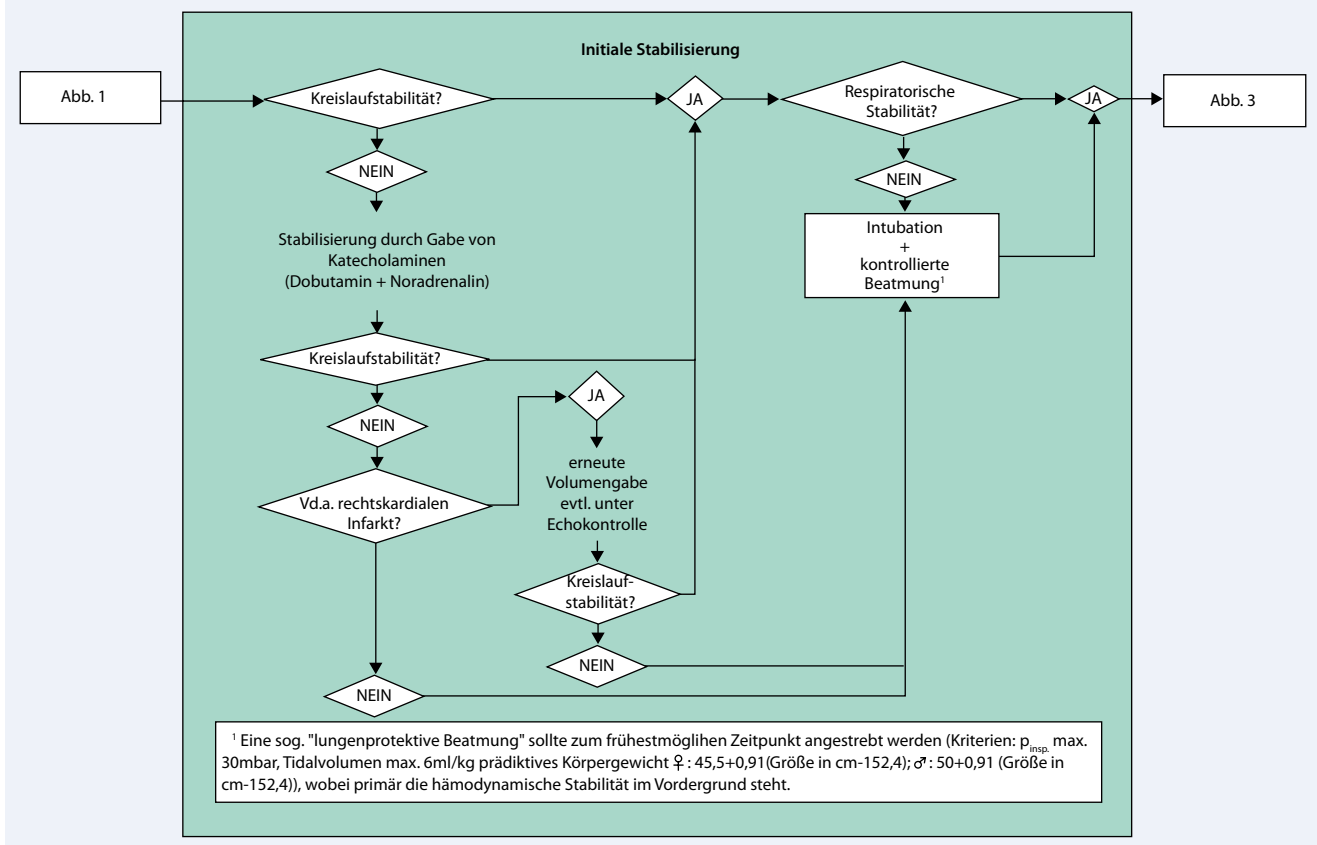 Initiale Stabilisierung
Abb. 1
Kreislaufstabilität?
JA
Respiratorische
Stabilität?
JA
Abb. 3
NEIN
NEIN
Stabilisierung durch Gabe von
Katecholaminen
(Dobutamin + Noradrenalin)
Intubation
+
kontrollierte
Beatmung¹
Kreislaufstabilität?
NEIN
JA
Vd.a. rechtskardialen
Infarkt?
erneute
Volumengabe
evtl. unter
Echokontrolle
Kreislauf-
stabilität?
NEIN
NEIN
¹ Eine sog. "lungenprotektive Beatmung" sollte zum frühestmöglihen Zeitpunkt angestrebt werden (Kriterien: p insp. max.
30mbar, Tidalvolumen max. 6ml/kg prädiktives Körpergewicht ♀: 45,5+0,91(Größe in cm-152,4); ♂: 50+0,91 (Größe in
cm-152,4)), wobei primär die hämodynamische Stabilität im Vordergrund steht.